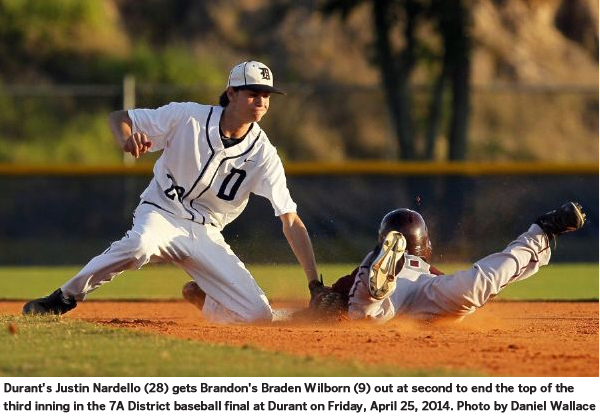 D
D
28
Durant's Justin Nardello (28) gets Brandon's Braden Wilborn (9) out at second to end the top of the
third inning in the 7A District baseball final at Durant on Friday, April 25, 2014. Photo by Daniel Wallace